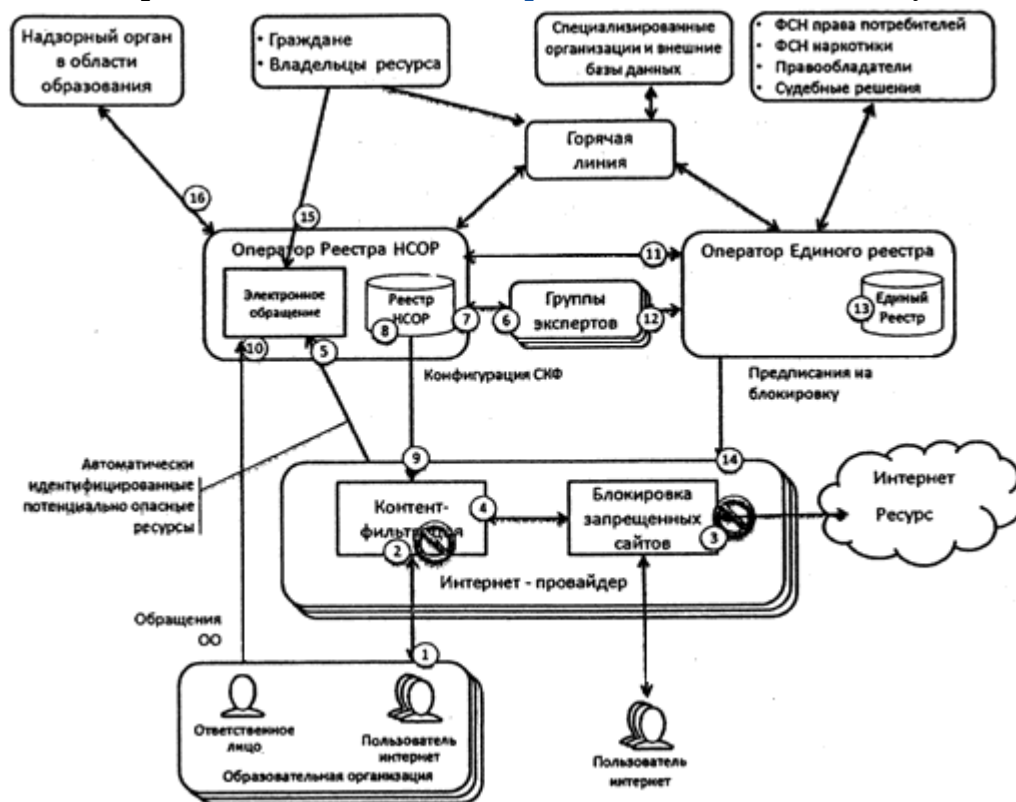 Надзорный орган
в области
образования
• Граждане
• Владельцы ресурса
Специализированные
организации и внешние
базы данных
• ФСН права потребителей
• ФСН наркотики
• Правообладатели
• Судебные решения
Горячая
линия
16
15
Оператор Реестра НСОР
11
Оператор Единого реестра
Электронное
обращение
Реестр
НСОР
8
7
6
Группы
экспертов
12
13
Единый
Реестр
10
5
Конфигурация СКФ
Предписания на
блокировку
Автоматически
идентифицированные
потенциально опасные
ресурсы
9
14
Контент-
фильтрация
2
4
Блокировка
запрещенных
сайтов
3
Интернет
Ресурс
Интернет - провайдер
Обращения
ОО
1
Ответственное
лицо
Пользователь
интернет
Образовательная организация
Пользователь
интернет